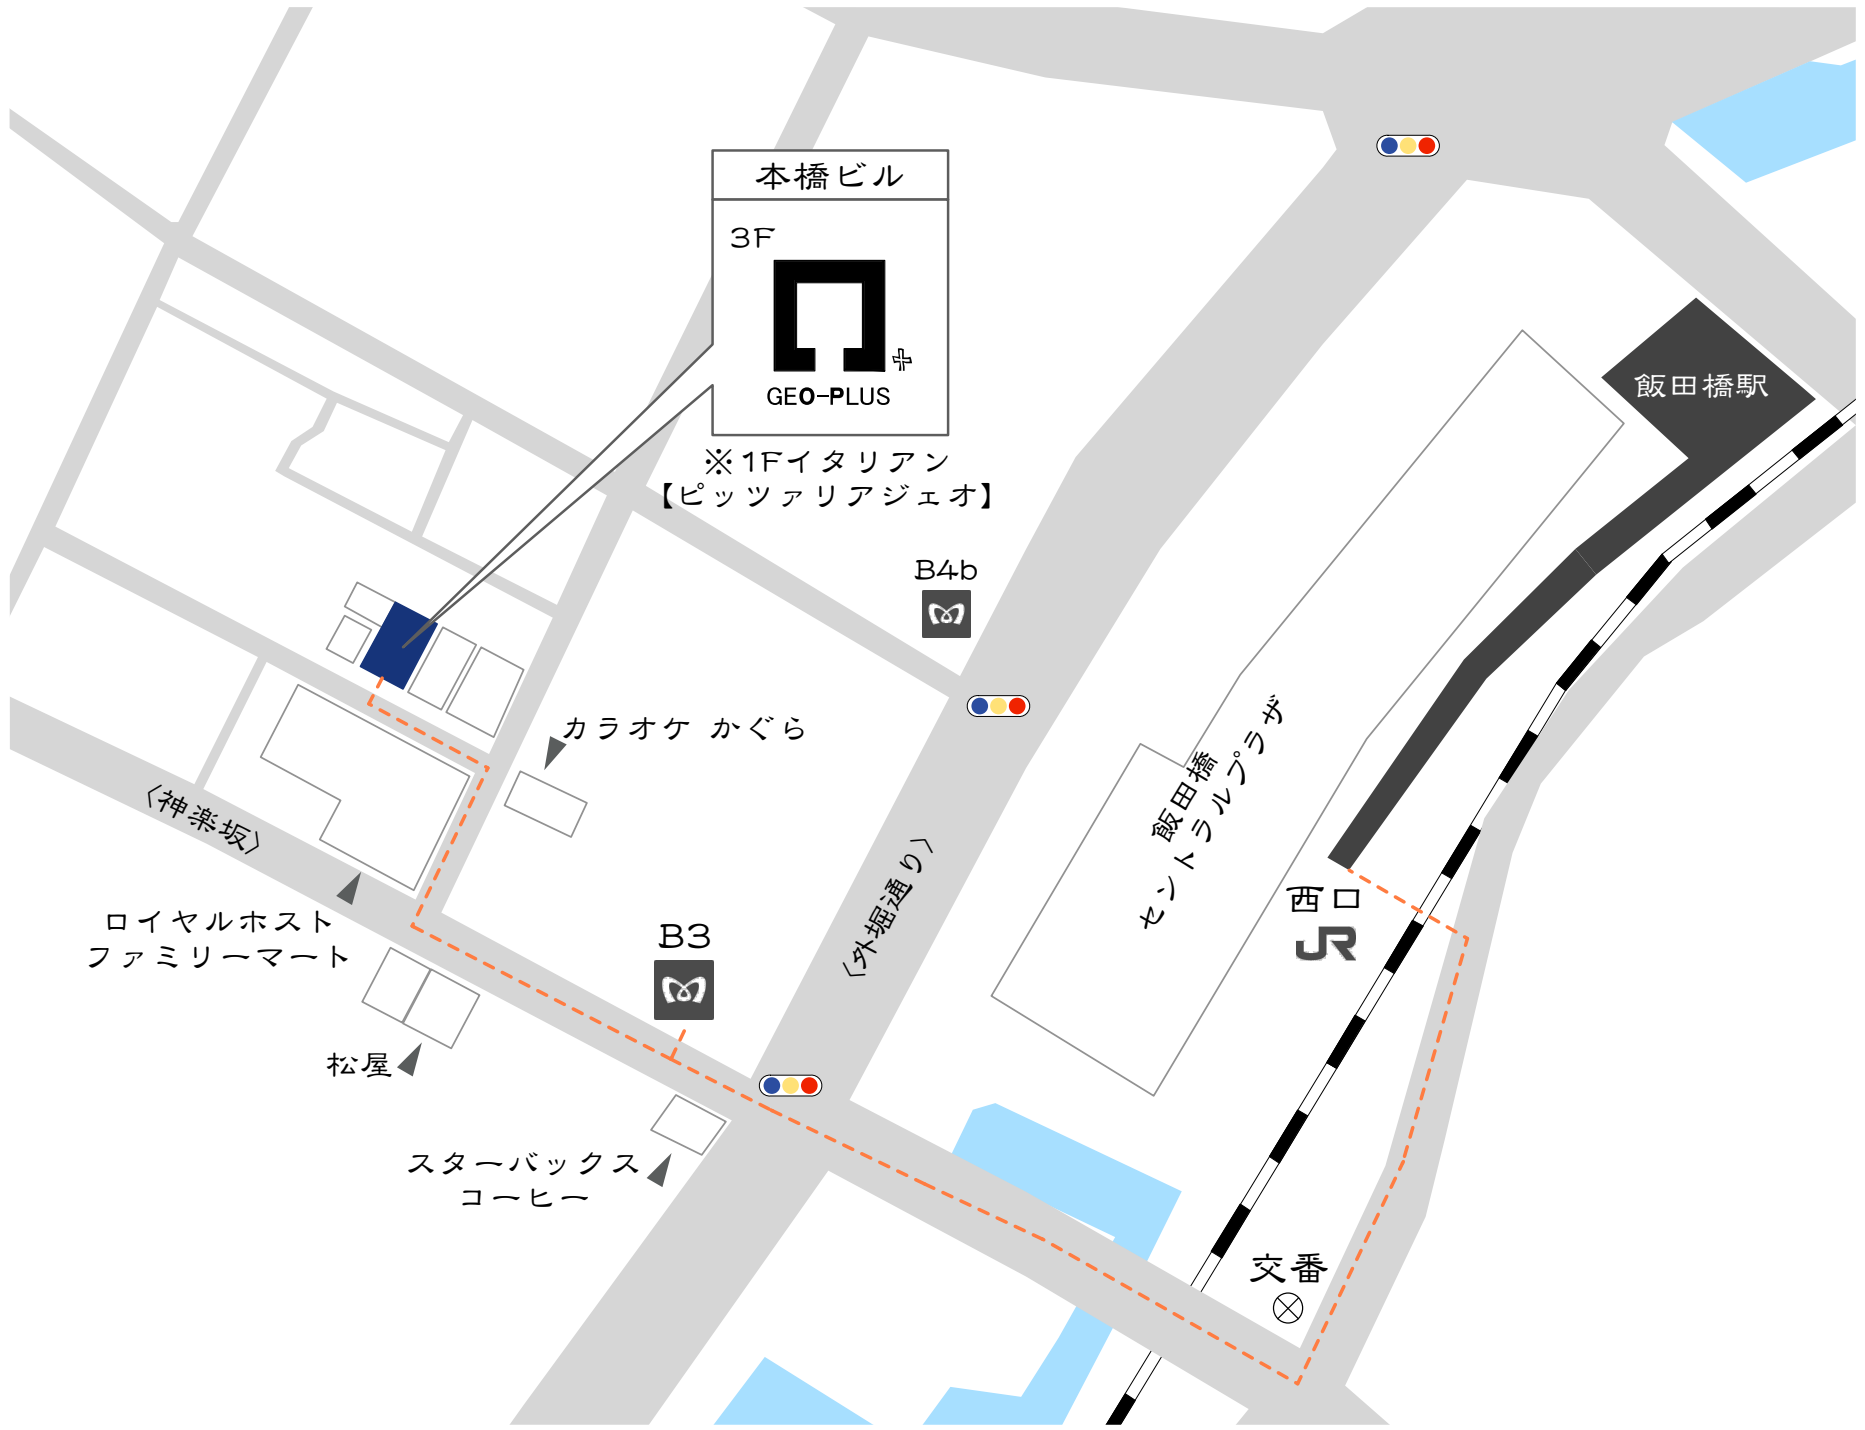 本橋ビル
3F
GEO-PLUS
※1Fイタリアン
【ピッツァリアジェオ】
飯田橋駅
B4b
カラオケ かぐら
飯田橋
セントラルプラザ
〈神楽坂〉
〈外堀通り〉
西口
JR
ロイヤルホスト
ファミリーマート
B3
松屋
スターバックス
コーヒー
交番